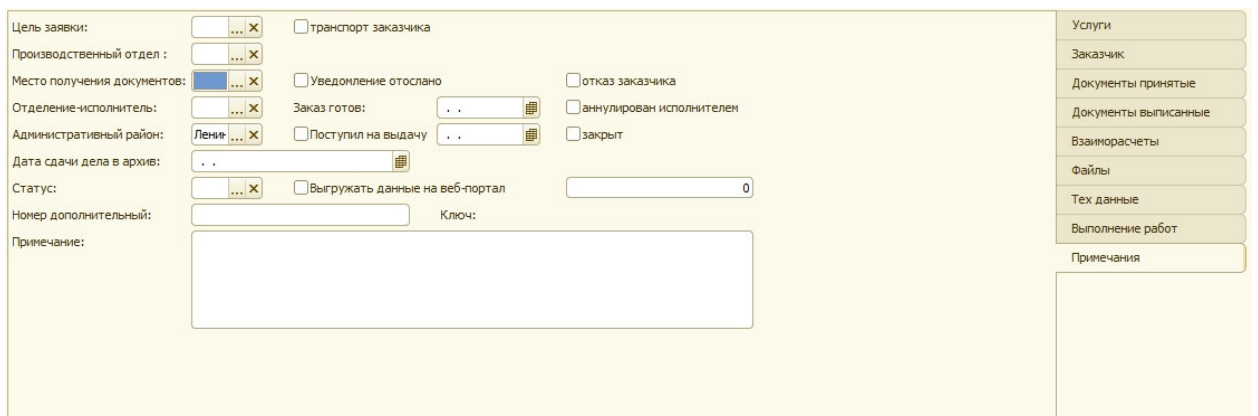 Цель заявки: ... × транспорт заказчика
Производственный отдел : ... ×
Место получения документов: ... × Уведомление отослано отказ заказчика
Отделение-исполнитель: ... × Заказ готов: . . аннулирован исполнителем
Административный район: Ленин ... × Поступил на выдачу . . закрыт
Дата сдачи дела в архив: . .
Статус: ... × Выгружать данные на веб-портал 0
Номер дополнительный: Ключ:
Примечание:
Услуги
Заказчик
Документы принятые
Документы выписанные
Взаиморасчеты
Файлы
Тех данные
Выполнение работ
Примечания